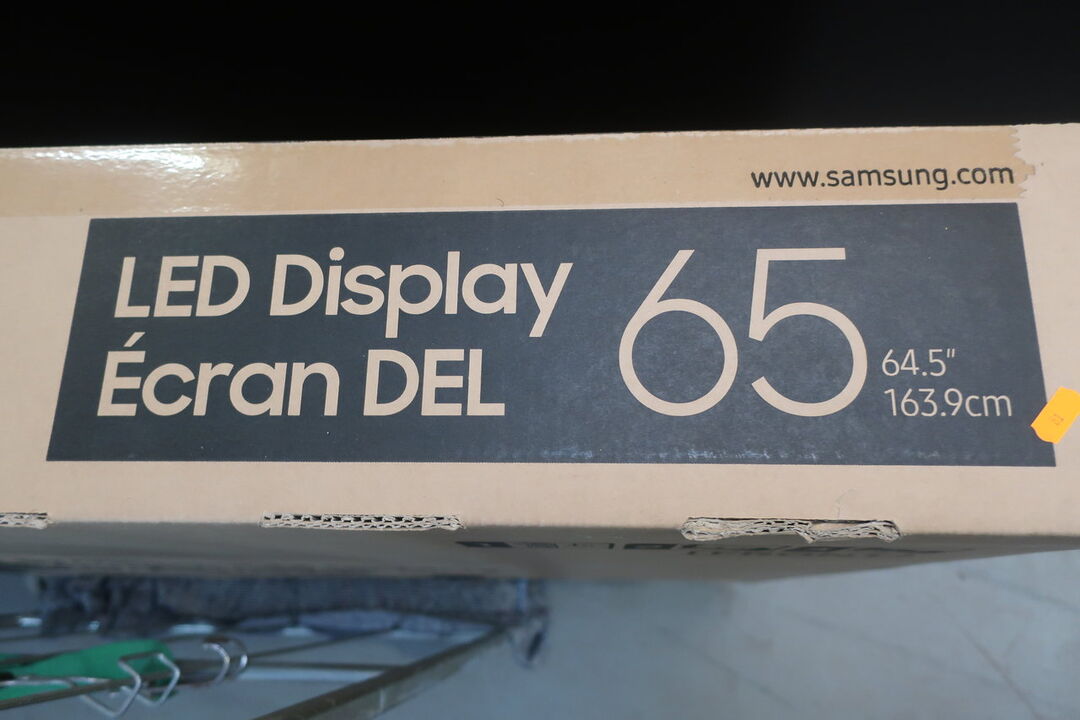 www.samsung.com
LED Display
Écran DEL
65
64.5"
163.9cm